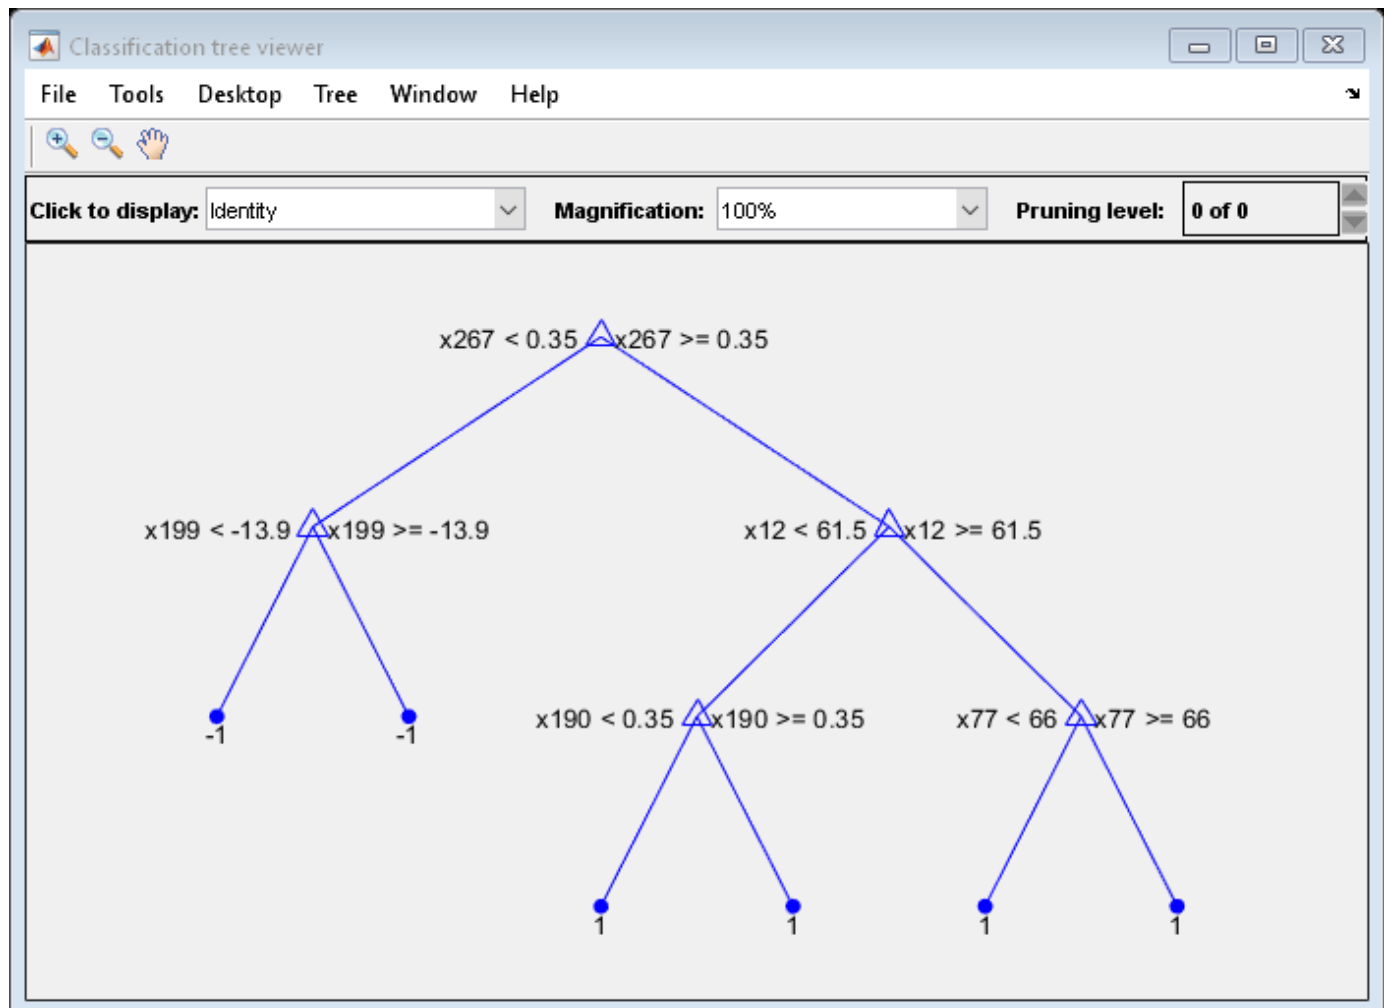 Classification tree viewer
File Tools Desktop Tree Window Help
Click to display: Identity Magnification: 100% Pruning level: 0 of 0
x267 < 0.35 x267 >= 0.35
x199 < -13.9 x199 >= -13.9 x12 < 61.5 x12 >= 61.5
-1 -1 x190 < 0.35 x190 >= 0.35 x77 < 66 x77 >= 66
1 1 1 1